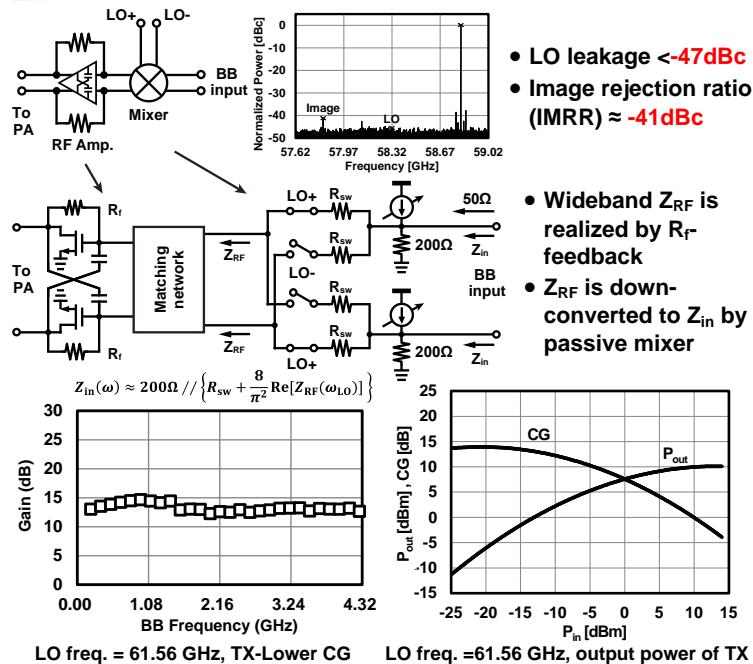 LO+ LO-
BB
input
To
PA
Mixer
RF Amp.
Normalized Power [dBc]
0
-10
-20
-30
-40
-50
Image
LO
57.62 57.97 58.32 58.67 59.02
Frequency [GHz]
• LO leakage <-47dBc
• Image rejection ratio
(IMRR) ≈ -41dBc
Rf
To
PA
Rf
Matching
network
ZRF
ZRF
LO+
LO-
LO+
Rsw
Rsw
Rsw
Rsw
50Ω
200Ω
Zin
BB
input
200Ω
Zin
• Wideband ZRF is
realized by Rf-
feedback
• ZRF is down-
converted to Zin by
passive mixer
Zin(ω) ≈ 200Ω // {Rsw + 8/π² Re[ZRF(ωLO)]}
Gain (dB)
30
25
20
15
10
5
0
0.00 1.08 2.16 3.24 4.32
BB Frequency (GHz)
LO freq. = 61.56 GHz, TX-Lower CG
Pout [dBm] , CG [dB]
25
20
15
10
5
0
-5
-10
-15
CG
Pout
-25 -20 -15 -10 -5 0 5 10 15
Pin [dBm]
LO freq. =61.56 GHz, output power of TX